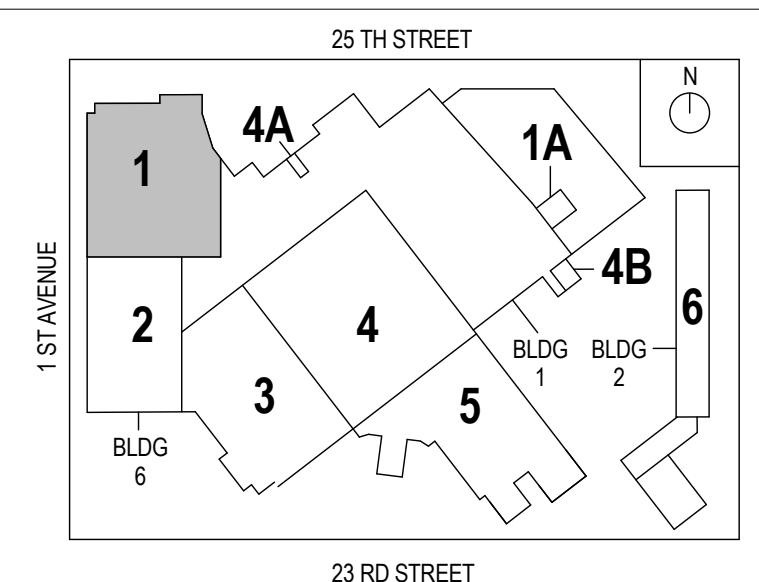 25 TH STREET
N
4A
1A
1
4B
1 ST AVENUE
6
2
4
BLDG
1
BLDG
2
3
5
BLDG
6
23 RD STREET